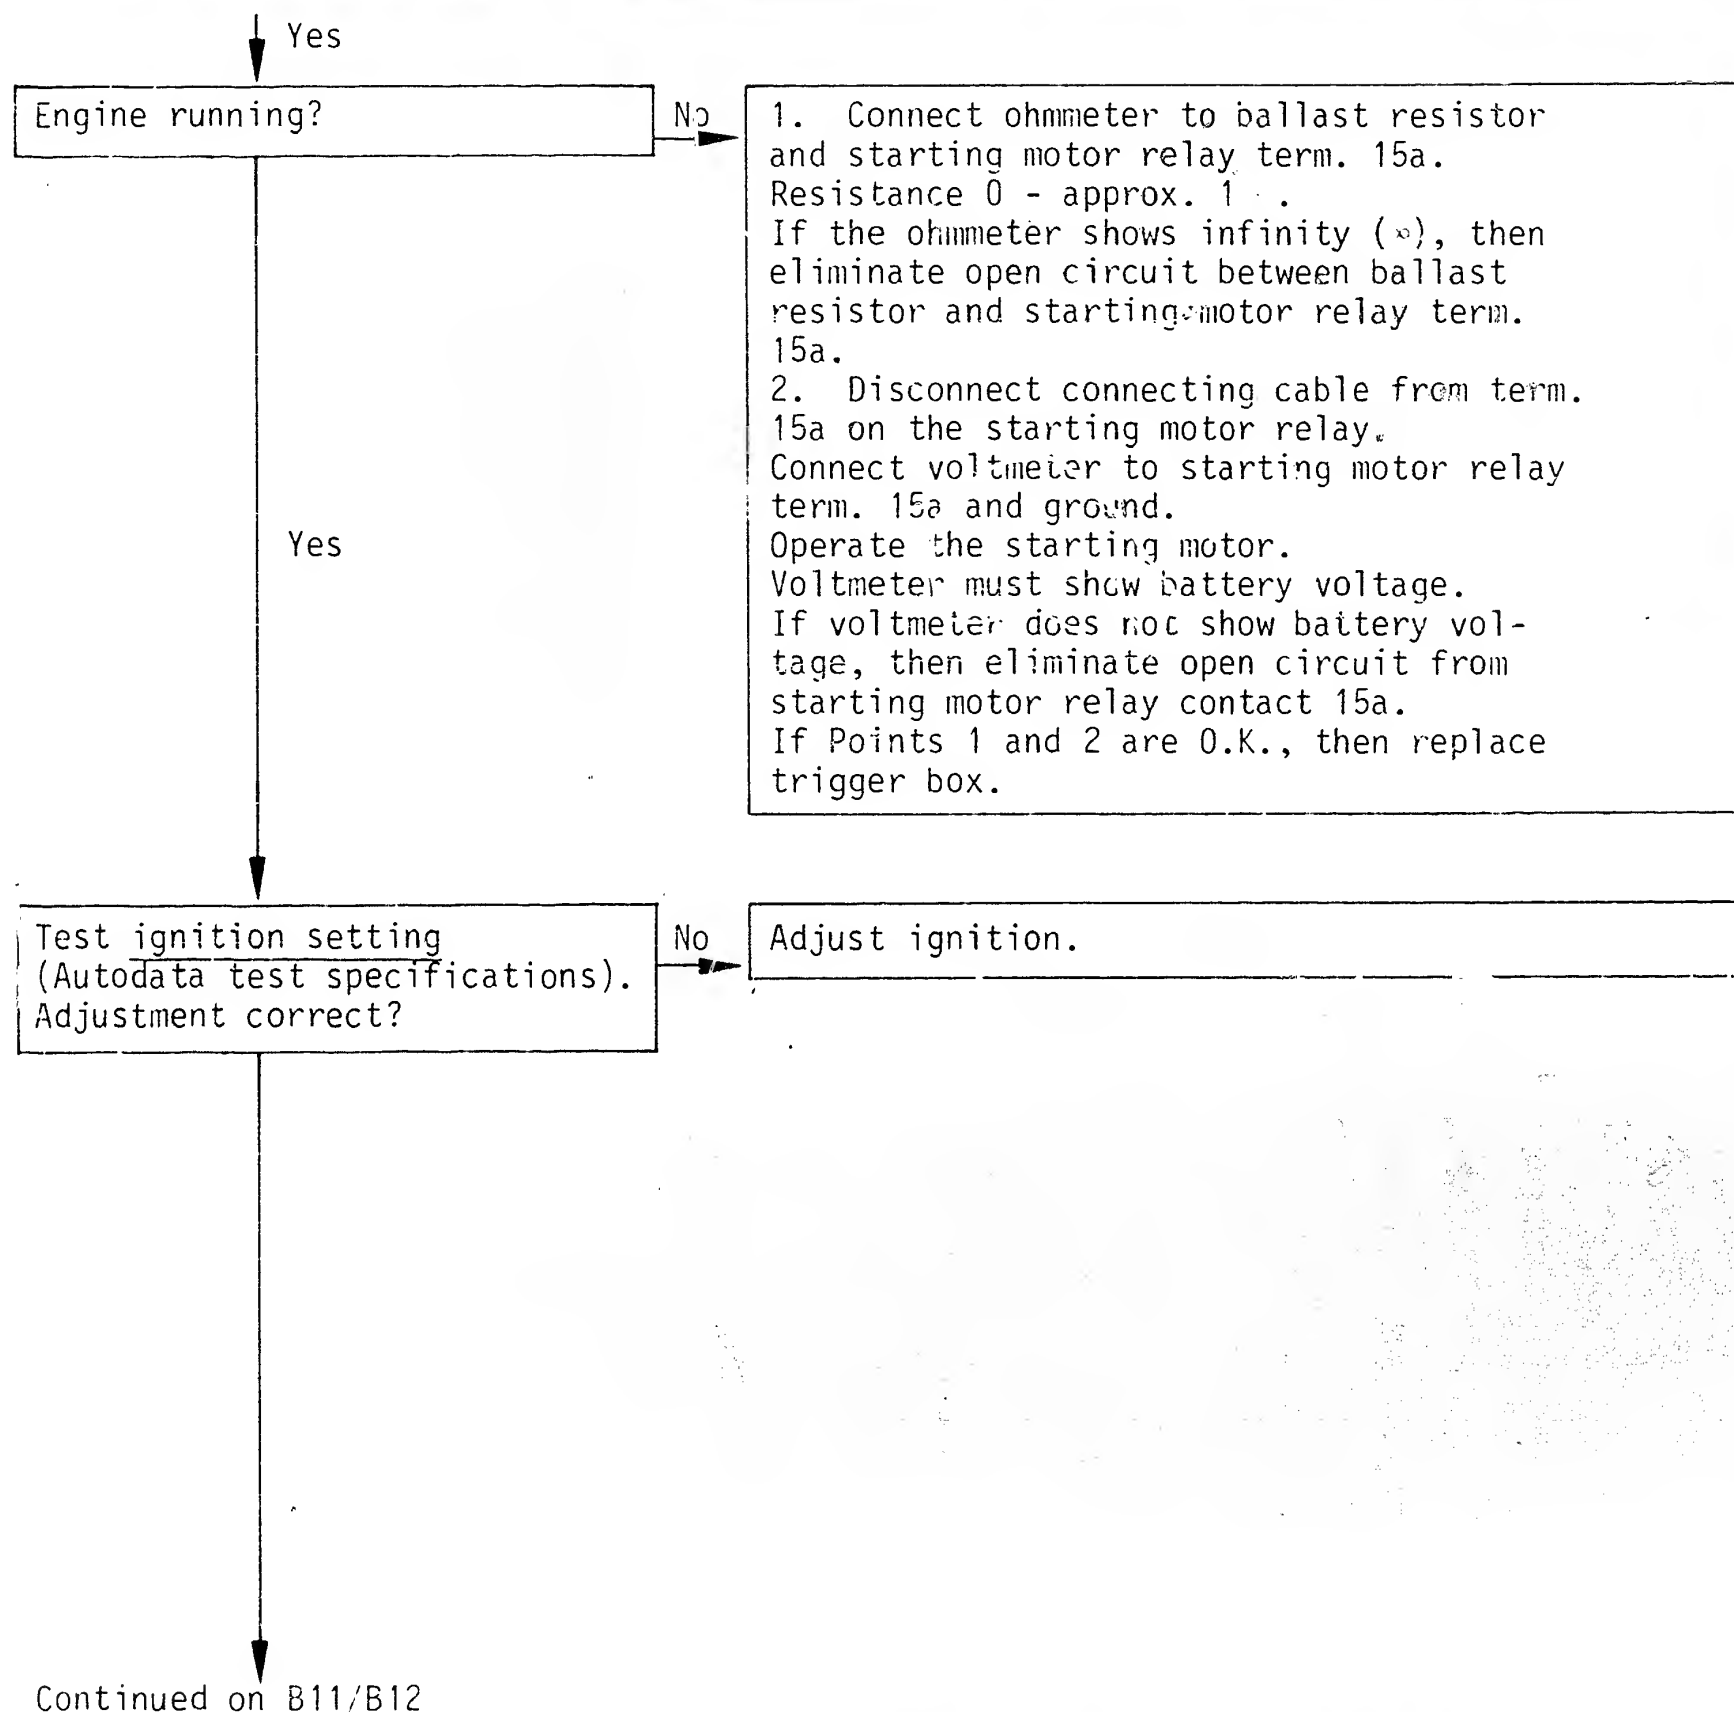 Yes
Engine running?
No
1. Connect ohmmeter to ballast resistor
and starting motor relay term. 15a.
Resistance 0 - approx. 1 .
If the ohmmeter shows infinity (∞), then
eliminate open circuit between ballast
resistor and starting motor relay term.
15a.
2. Disconnect connecting cable from term.
15a on the starting motor relay.
Connect voltmeter to starting motor relay
term. 15a and ground.
Operate the starting motor.
Voltmeter must show battery voltage.
If voltmeter does not show battery vol-
tage, then eliminate open circuit from
starting motor relay contact 15a.
If Points 1 and 2 are O.K., then replace
trigger box.
Yes
Test ignition setting
(Autodata test specifications).
Adjustment correct?
No
Adjust ignition.
Continued on B11/B12